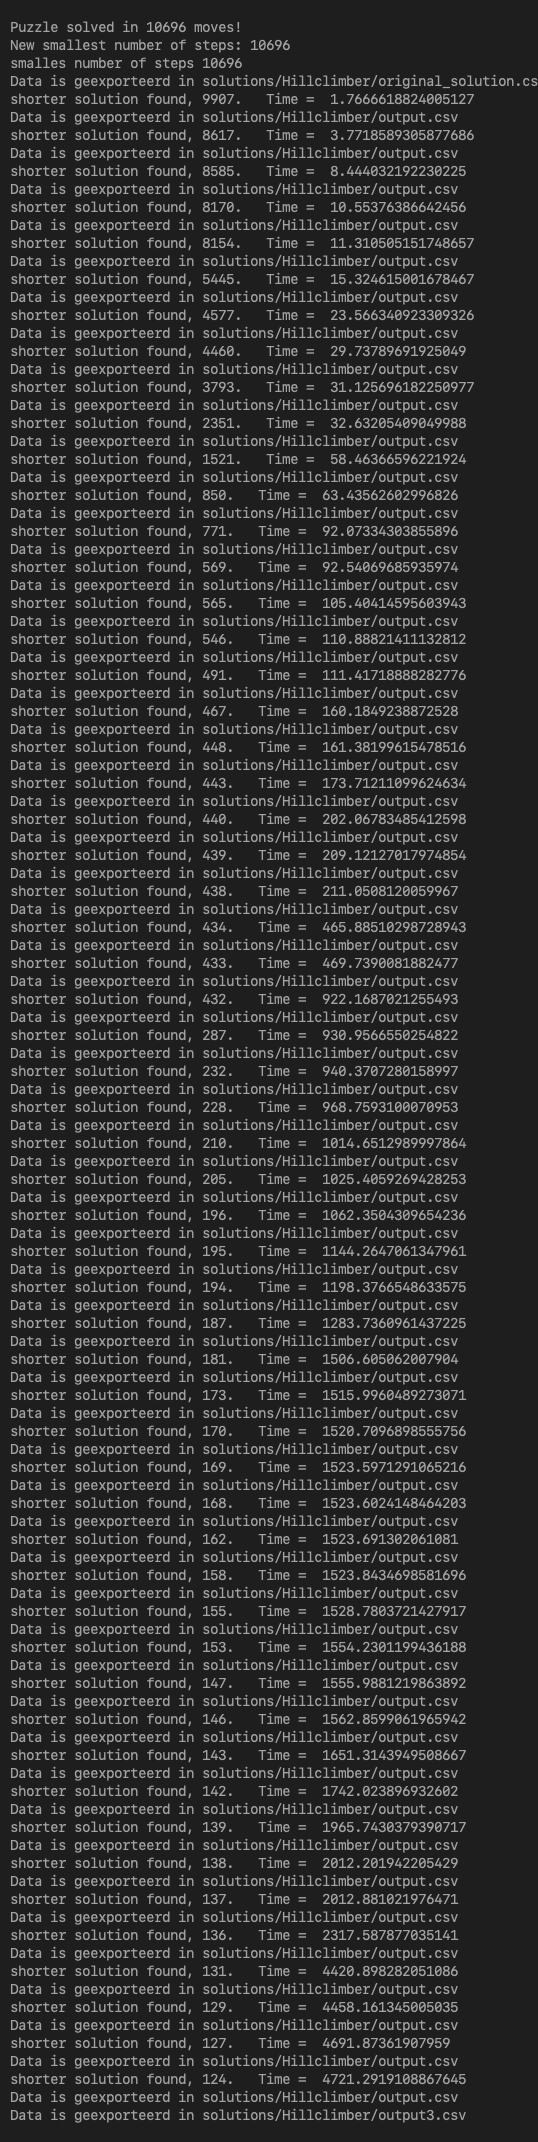 Puzzle solved in 10696 moves!
New smallest number of steps: 10696
smalles number of steps 10696
Data is geexporteerd in solutions/Hillclimber/original_solution.cs
shorter solution found, 9907.   Time =  1.7666618824005127
Data is geexporteerd in solutions/Hillclimber/output.csv
shorter solution found, 8617.   Time =  3.7718589305877686
Data is geexporteerd in solutions/Hillclimber/output.csv
shorter solution found, 8585.   Time =  8.444032192230225
Data is geexporteerd in solutions/Hillclimber/output.csv
shorter solution found, 8170.   Time =  10.55376386642456
Data is geexporteerd in solutions/Hillclimber/output.csv
shorter solution found, 8154.   Time =  11.310505151748657
Data is geexporteerd in solutions/Hillclimber/output.csv
shorter solution found, 5445.   Time =  15.324615001678467
Data is geexporteerd in solutions/Hillclimber/output.csv
shorter solution found, 4577.   Time =  23.566340923309326
Data is geexporteerd in solutions/Hillclimber/output.csv
shorter solution found, 4460.   Time =  29.73789691925049
Data is geexporteerd in solutions/Hillclimber/output.csv
shorter solution found, 3793.   Time =  31.125696182250977
Data is geexporteerd in solutions/Hillclimber/output.csv
shorter solution found, 2351.   Time =  32.63205409049988
Data is geexporteerd in solutions/Hillclimber/output.csv
shorter solution found, 1521.   Time =  58.46366596221924
Data is geexporteerd in solutions/Hillclimber/output.csv
shorter solution found, 850.   Time =  63.43562602996826
Data is geexporteerd in solutions/Hillclimber/output.csv
shorter solution found, 771.   Time =  92.07334303855896
Data is geexporteerd in solutions/Hillclimber/output.csv
shorter solution found, 569.   Time =  92.54069685935974
Data is geexporteerd in solutions/Hillclimber/output.csv
shorter solution found, 565.   Time =  105.40414595603943
Data is geexporteerd in solutions/Hillclimber/output.csv
shorter solution found, 546.   Time =  110.88821411132812
Data is geexporteerd in solutions/Hillclimber/output.csv
shorter solution found, 491.   Time =  111.41718888282776
Data is geexporteerd in solutions/Hillclimber/output.csv
shorter solution found, 467.   Time =  160.1849238872528
Data is geexporteerd in solutions/Hillclimber/output.csv
shorter solution found, 448.   Time =  161.38199615478516
Data is geexporteerd in solutions/Hillclimber/output.csv
shorter solution found, 443.   Time =  173.71211099624634
Data is geexporteerd in solutions/Hillclimber/output.csv
shorter solution found, 440.   Time =  202.06783485412598
Data is geexporteerd in solutions/Hillclimber/output.csv
shorter solution found, 439.   Time =  209.12127017974854
Data is geexporteerd in solutions/Hillclimber/output.csv
shorter solution found, 438.   Time =  211.0508120059967
Data is geexporteerd in solutions/Hillclimber/output.csv
shorter solution found, 434.   Time =  465.88510298728943
Data is geexporteerd in solutions/Hillclimber/output.csv
shorter solution found, 433.   Time =  469.7390081882477
Data is geexporteerd in solutions/Hillclimber/output.csv
shorter solution found, 432.   Time =  922.1687021255493
Data is geexporteerd in solutions/Hillclimber/output.csv
shorter solution found, 287.   Time =  930.9566550254822
Data is geexporteerd in solutions/Hillclimber/output.csv
shorter solution found, 232.   Time =  940.3707280158997
Data is geexporteerd in solutions/Hillclimber/output.csv
shorter solution found, 228.   Time =  968.7593100070953
Data is geexporteerd in solutions/Hillclimber/output.csv
shorter solution found, 210.   Time =  1014.6512989997864
Data is geexporteerd in solutions/Hillclimber/output.csv
shorter solution found, 205.   Time =  1025.4059269428253
Data is geexporteerd in solutions/Hillclimber/output.csv
shorter solution found, 196.   Time =  1062.3504309654236
Data is geexporteerd in solutions/Hillclimber/output.csv
shorter solution found, 195.   Time =  1144.2647061347961
Data is geexporteerd in solutions/Hillclimber/output.csv
shorter solution found, 194.   Time =  1198.3766548633575
Data is geexporteerd in solutions/Hillclimber/output.csv
shorter solution found, 187.   Time =  1283.7360961437225
Data is geexporteerd in solutions/Hillclimber/output.csv
shorter solution found, 181.   Time =  1506.605062007904
Data is geexporteerd in solutions/Hillclimber/output.csv
shorter solution found, 173.   Time =  1515.9960489273071
Data is geexporteerd in solutions/Hillclimber/output.csv
shorter solution found, 170.   Time =  1520.7096898555756
Data is geexporteerd in solutions/Hillclimber/output.csv
shorter solution found, 169.   Time =  1523.5971291065216
Data is geexporteerd in solutions/Hillclimber/output.csv
shorter solution found, 168.   Time =  1523.6024148464203
Data is geexporteerd in solutions/Hillclimber/output.csv
shorter solution found, 162.   Time =  1523.691302061081
Data is geexporteerd in solutions/Hillclimber/output.csv
shorter solution found, 158.   Time =  1523.8434698581696
Data is geexporteerd in solutions/Hillclimber/output.csv
shorter solution found, 155.   Time =  1528.7803721427917
Data is geexporteerd in solutions/Hillclimber/output.csv
shorter solution found, 153.   Time =  1554.2301199436188
Data is geexporteerd in solutions/Hillclimber/output.csv
shorter solution found, 147.   Time =  1555.9881219863892
Data is geexporteerd in solutions/Hillclimber/output.csv
shorter solution found, 146.   Time =  1562.8599061965942
Data is geexporteerd in solutions/Hillclimber/output.csv
shorter solution found, 143.   Time =  1651.3143949508667
Data is geexporteerd in solutions/Hillclimber/output.csv
shorter solution found, 142.   Time =  1742.023896932602
Data is geexporteerd in solutions/Hillclimber/output.csv
shorter solution found, 139.   Time =  1965.7430379390717
Data is geexporteerd in solutions/Hillclimber/output.csv
shorter solution found, 138.   Time =  2012.201942205429
Data is geexporteerd in solutions/Hillclimber/output.csv
shorter solution found, 137.   Time =  2012.881021976471
Data is geexporteerd in solutions/Hillclimber/output.csv
shorter solution found, 136.   Time =  2317.587877035141
Data is geexporteerd in solutions/Hillclimber/output.csv
shorter solution found, 131.   Time =  4420.898282051086
Data is geexporteerd in solutions/Hillclimber/output.csv
shorter solution found, 129.   Time =  4458.161345005035
Data is geexporteerd in solutions/Hillclimber/output.csv
shorter solution found, 127.   Time =  4691.87361907959
Data is geexporteerd in solutions/Hillclimber/output.csv
shorter solution found, 124.   Time =  4721.2919108867645
Data is geexporteerd in solutions/Hillclimber/output.csv
Data is geexporteerd in solutions/Hillclimber/output3.csv